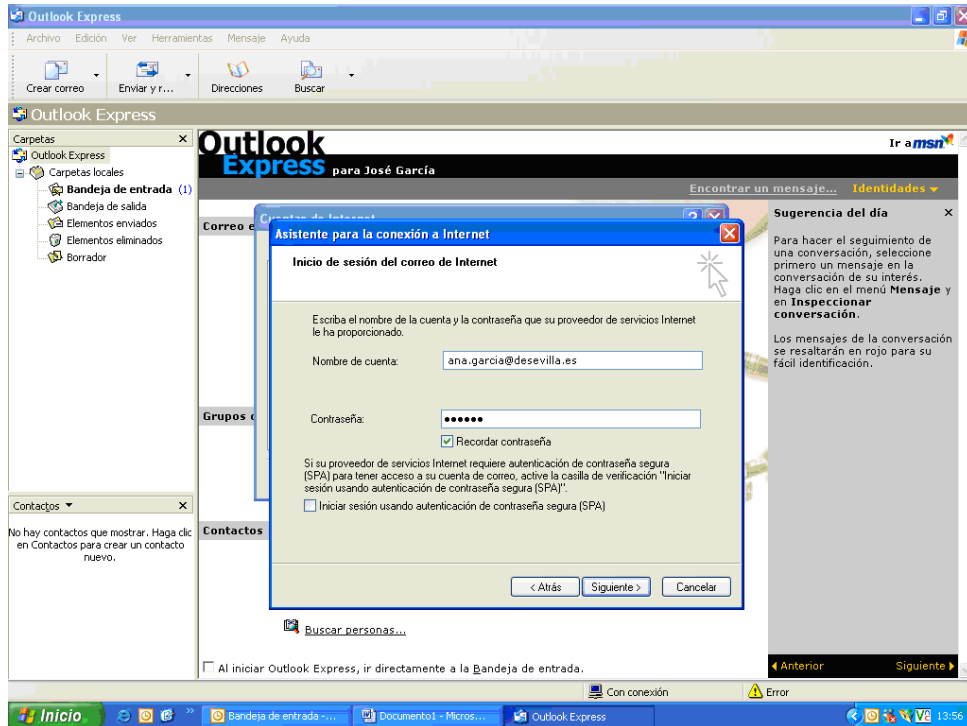 Outlook Express
Archivo Edición Ver Herramientas Mensaje Ayuda
Crear correo Enviar y r... Direcciones Buscar
Outlook Express
Carpetas
Outlook Express
Carpetas locales
Bandeja de entrada (1)
Bandeja de salida
Elementos enviados
Elementos eliminados
Borrador
Contactos
No hay contactos que mostrar. Haga clic
en Contactos para crear un contacto
nuevo.
Outlook
Express para José García
Ir a msn
Encontrar un mensaje... Identidades
Correo e
Grupos
Contactos
Cuentas de Internet
Asistente para la conexión a Internet
Inicio de sesión del correo de Internet
Escriba el nombre de la cuenta y la contraseña que su proveedor de servicios Internet
le ha proporcionado.
Nombre de cuenta: ana.garcia@desevilla.es
Contraseña: ••••••
Recordar contraseña
Si su proveedor de servicios Internet requiere autenticación de contraseña segura
(SPA) para tener acceso a su cuenta de correo, active la casilla de verificación "Iniciar
sesión usando autenticación de contraseña segura (SPA)".
Iniciar sesión usando autenticación de contraseña segura (SPA)
< Atrás Siguiente > Cancelar
Buscar personas...
Al iniciar Outlook Express, ir directamente a la Bandeja de entrada.
Sugerencia del día
Para hacer el seguimiento de
una conversación, seleccione
primero un mensaje en la
conversación de su interés.
Haga clic en el menú Mensaje y
en Inspeccionar
conversación.
Los mensajes de la conversación
se resaltarán en rojo para su
fácil identificación.
Anterior Siguiente
Con conexión Error
Inicio Bandeja de entrada -... Documento1 - Micros... Outlook Express 13:56